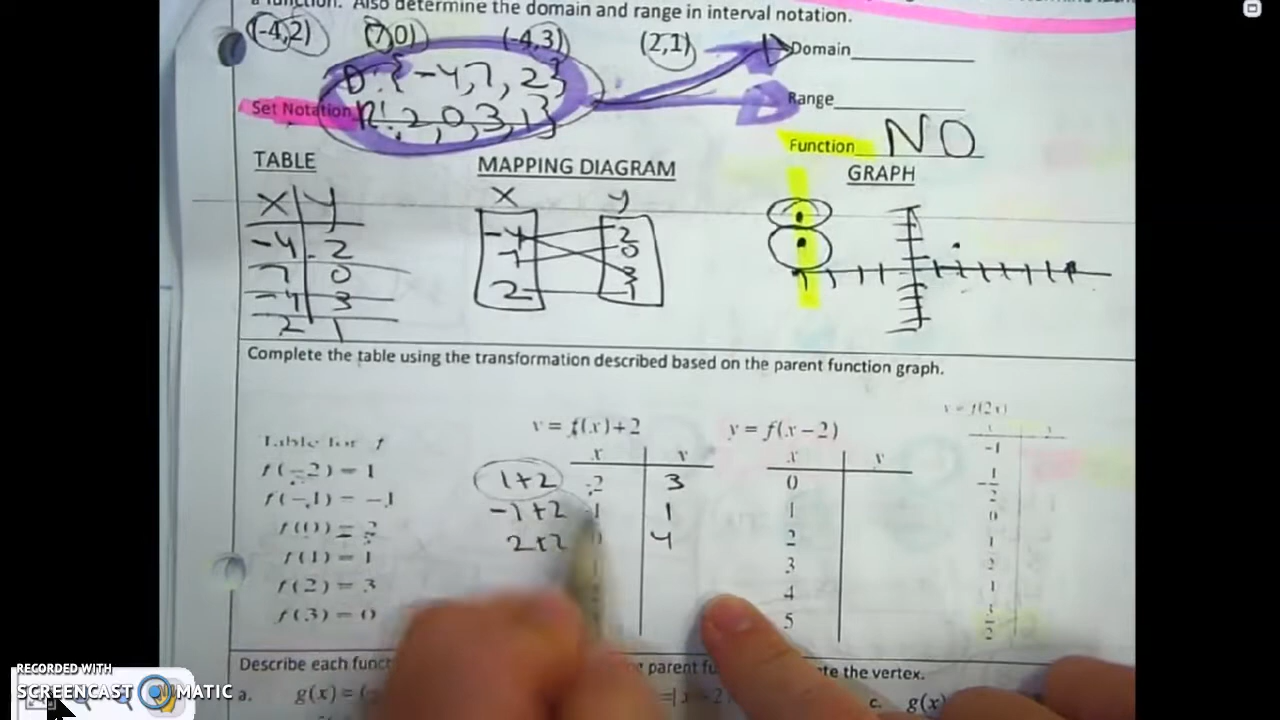 a function. Also determine the domain and range in interval notation.
(-4,2) (7,0) (-4,3) (2,1)
Domain
D: {-4,7,2}
Set Notation R: 2,0,3,1}
Range
Function NO
TABLE MAPPING DIAGRAM GRAPH
x y
-4 2
7 0
-4 3
2 1
x y
-4 2
7 0
2 3
1
Complete the table using the transformation described based on the parent function graph.
Table for f
f(-2) = 1
f(-1) = -1
f(0) = 2
f(1) = 1
f(2) = 3
f(3) = 0
y = f(x)+2
x y
1+2 -2 3
-1+2 -1 1
2+2 0 4
y = f(x-2)
x y
0
1
2
3
4
5
y = f(2x)
-1
-1/2
0
1
2
1
3/2
Describe each
parent
the vertex.
a. g(x) =
c. g(x)
RECORDED WITH
SCREENCAST MATIC